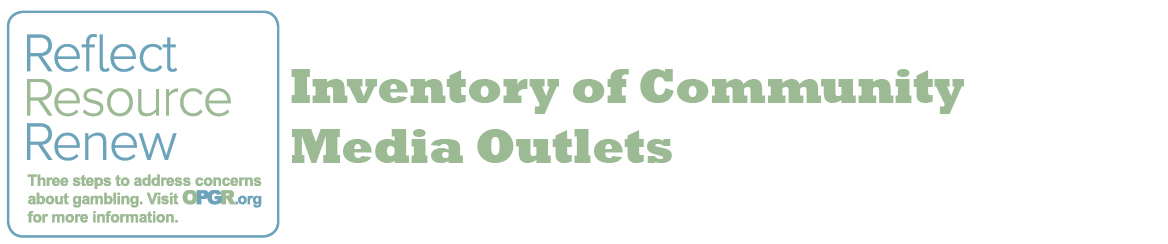 Reflect
Resource
Renew
Three steps to address concerns
about gambling. Visit OPGR.org
for more information.
Inventory of Community
Media Outlets